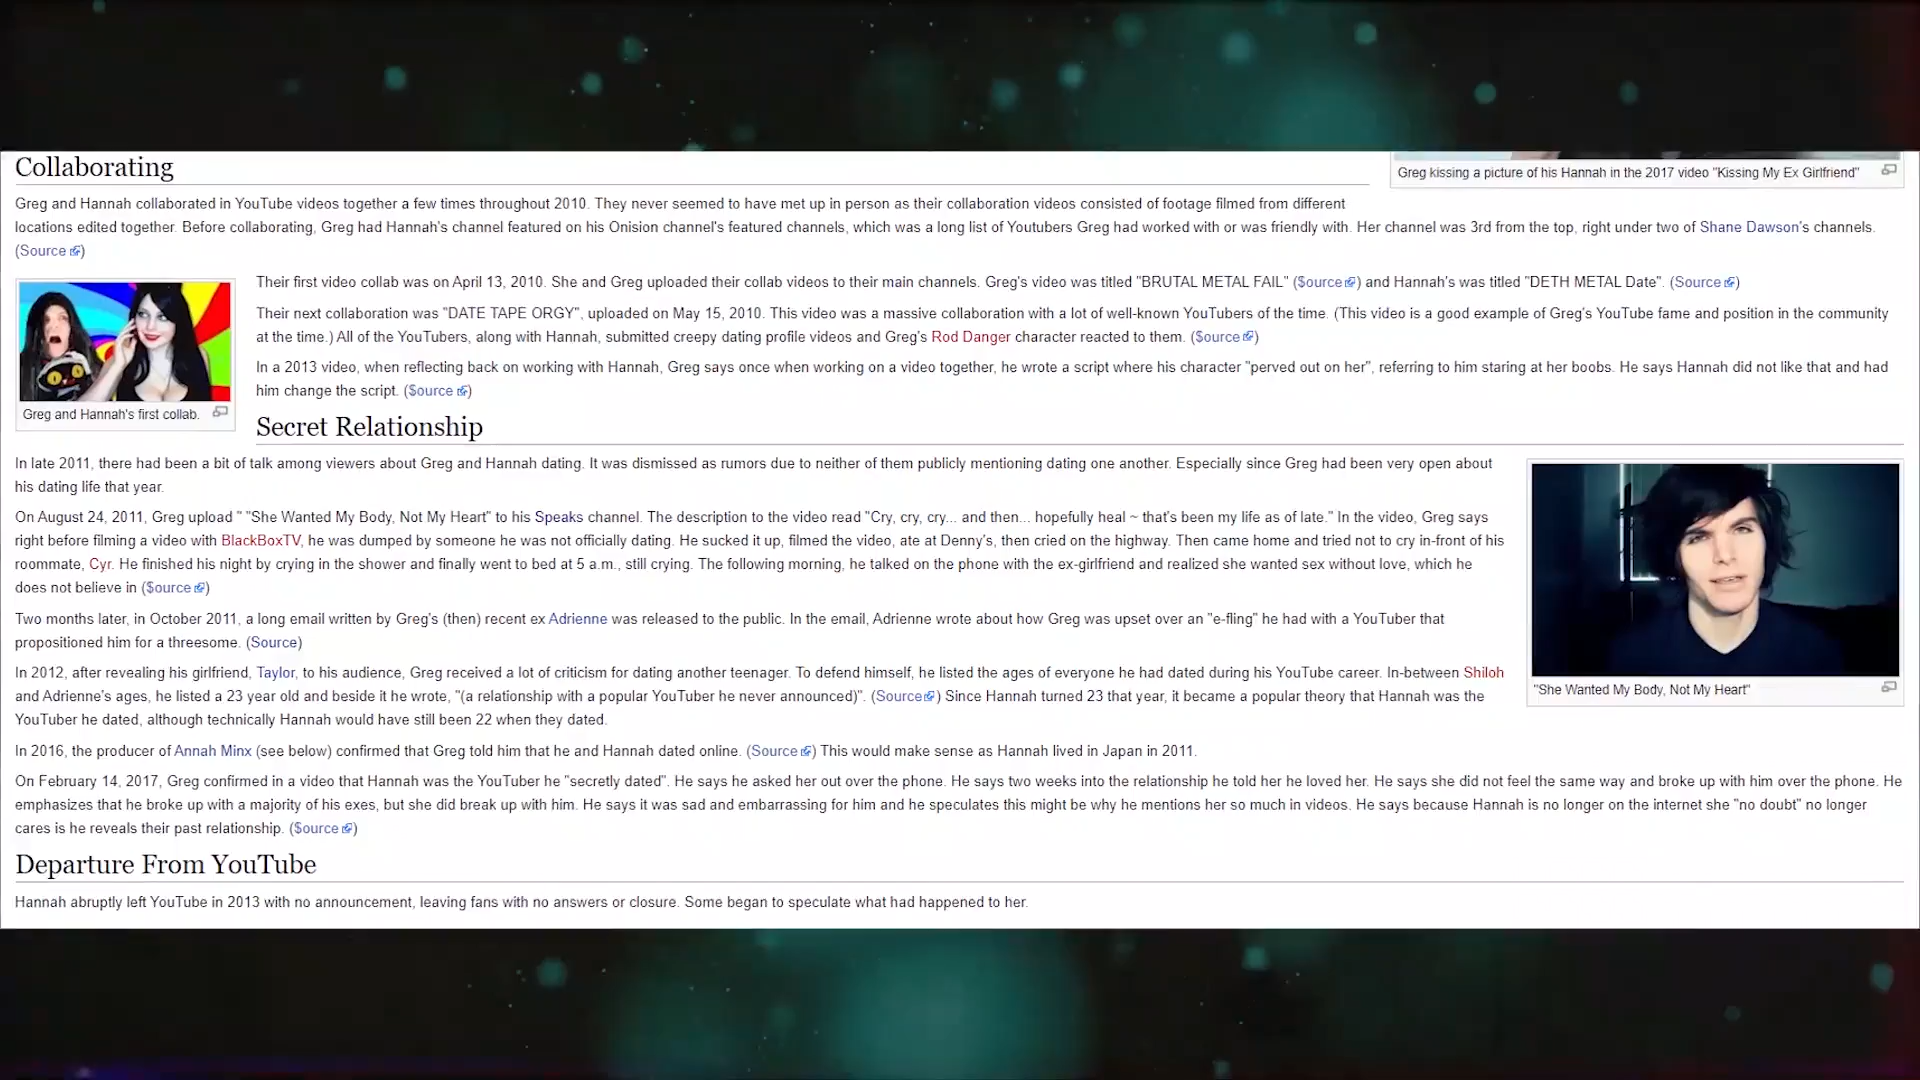 Collaborating
Greg kissing a picture of his Hannah in the 2017 video "Kissing My Ex Girlfriend"
Greg and Hannah collaborated in YouTube videos together a few times throughout 2010. They never seemed to have met up in person as their collaboration videos consisted of footage filmed from different
locations edited together. Before collaborating, Greg had Hannah's channel featured on his Onision channel's featured channels, which was a long list of Youtubers Greg had worked with or was friendly with. Her channel was 3rd from the top, right under two of Shane Dawson's channels.
(Source)
Their first video collab was on April 13, 2010. She and Greg uploaded their collab videos to their main channels. Greg's video was titled "BRUTAL METAL FAIL" ($ource) and Hannah's was titled "DETH METAL Date". (Source)
Their next collaboration was "DATE TAPE ORGY", uploaded on May 15, 2010. This video was a massive collaboration with a lot of well-known YouTubers of the time. (This video is a good example of Greg's YouTube fame and position in the community
at the time.) All of the YouTubers, along with Hannah, submitted creepy dating profile videos and Greg's Rod Danger character reacted to them. ($ource)
In a 2013 video, when reflecting back on working with Hannah, Greg says once when working on a video together, he wrote a script where his character "perved out on her", referring to him staring at her boobs. He says Hannah did not like that and had
him change the script. ($ource)
Greg and Hannah's first collab.
Secret Relationship
In late 2011, there had been a bit of talk among viewers about Greg and Hannah dating. It was dismissed as rumors due to neither of them publicly mentioning dating one another. Especially since Greg had been very open about
his dating life that year.
On August 24, 2011, Greg upload " "She Wanted My Body, Not My Heart" to his Speaks channel. The description to the video read "Cry, cry, cry... and then... hopefully heal ~ that's been my life as of late." In the video, Greg says
right before filming a video with BlackBoxTV, he was dumped by someone he was not officially dating. He sucked it up, filmed the video, ate at Denny's, then cried on the highway. Then came home and tried not to cry in-front of his
roommate, Cyr. He finished his night by crying in the shower and finally went to bed at 5 a.m., still crying. The following morning, he talked on the phone with the ex-girlfriend and realized she wanted sex without love, which he
does not believe in ($ource)
Two months later, in October 2011, a long email written by Greg's (then) recent ex Adrienne was released to the public. In the email, Adrienne wrote about how Greg was upset over an "e-fling" he had with a YouTuber that
propositioned him for a threesome. (Source)
In 2012, after revealing his girlfriend, Taylor, to his audience, Greg received a lot of criticism for dating another teenager. To defend himself, he listed the ages of everyone he had dated during his YouTube career. In-between Shiloh
and Adrienne's ages, he listed a 23 year old and beside it he wrote, "(a relationship with a popular YouTuber he never announced)". (Source) Since Hannah turned 23 that year, it became a popular theory that Hannah was the
YouTuber he dated, although technically Hannah would have still been 22 when they dated.
"She Wanted My Body, Not My Heart"
In 2016, the producer of Annah Minx (see below) confirmed that Greg told him that he and Hannah dated online. (Source) This would make sense as Hannah lived in Japan in 2011.
On February 14, 2017, Greg confirmed in a video that Hannah was the YouTuber he "secretly dated". He says he asked her out over the phone. He says two weeks into the relationship he told her he loved her. He says she did not feel the same way and broke up with him over the phone. He
emphasizes that he broke up with a majority of his exes, but she did break up with him. He says it was sad and embarrassing for him and he speculates this might be why he mentions her so much in videos. He says because Hannah is no longer on the internet she "no doubt" no longer
cares is he reveals their past relationship. ($ource)
Departure From YouTube
Hannah abruptly left YouTube in 2013 with no announcement, leaving fans with no answers or closure. Some began to speculate what had happened to her.